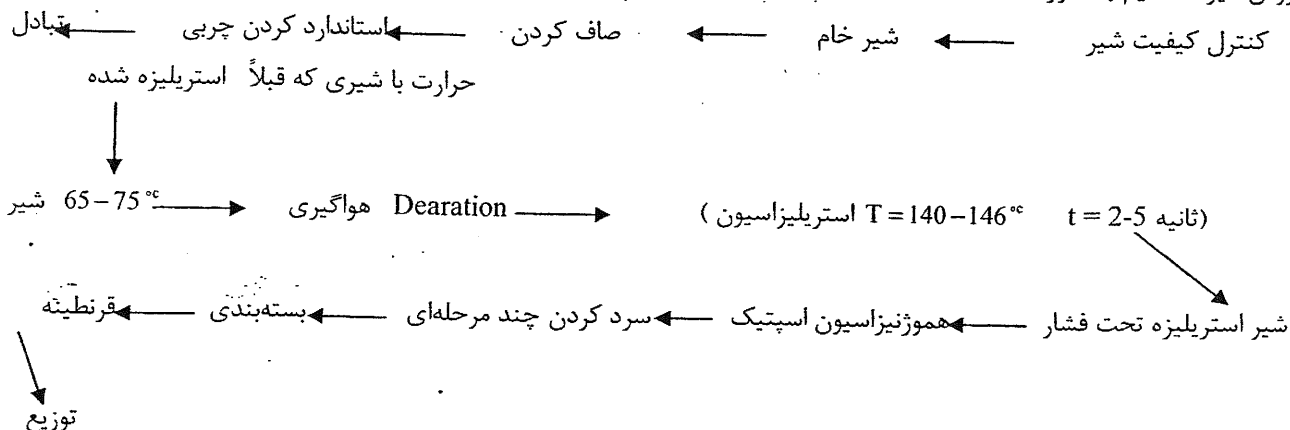 کنترل کیفیت شیر ← شیر خام ← صاف کردن ← استاندارد کردن چربی ← تبادل
حرارت با شیری که قبلاً استریلیزه شده
شیر 65-75 °c → هواگیری Dearation → ( استریلیزاسیون T = 140-146 °c t = 2-5 ثانیه)
شیر استریلیزه تحت فشار ← هموژنیزاسیون اسپتیک ← سرد کردن چند مرحله‌ای ← بسته‌بندی ← قرنطینه
توزیع